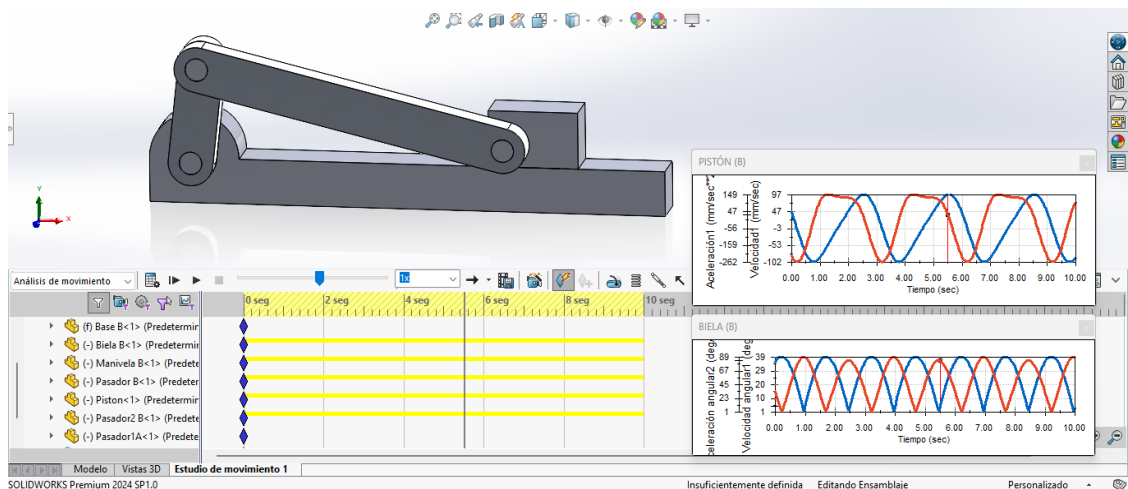 PISTÓN (B)
Aceleración1 (mm/sec**2
149
47
-56
-159
-262
Velocidad1 (mm/sec)
97
47
-3
-53
-102
0.00 1.00 2.00 3.00 4.00 5.00 6.00 7.00 8.00 9.00 10.00
Tiempo (sec)
Y
X
Análisis de movimiento
1x
0 seg 2 seg 4 seg 6 seg 8 seg 10 seg
(f) Base B<1> (Predetermir
(-) Biela B<1> (Predetermir
(-) Manivela B<1> (Predete
(-) Pasador B<1> (Predeter
(-) Piston<1> (Predetermin
(-) Pasador2 B<1> (Predete
(-) Pasador1A<1> (Predete
BIELA (B)
celeración angular2 (deg
89
67
45
23
1
Velocidad angular1 (deg
39
29
20
10
1
0.00 1.00 2.00 3.00 4.00 5.00 6.00 7.00 8.00 9.00 10.00
Tiempo (sec)
Modelo Vistas 3D Estudio de movimiento 1
SOLIDWORKS Premium 2024 SP1.0
Insuficientemente definida Editando Ensamblaje Personalizado